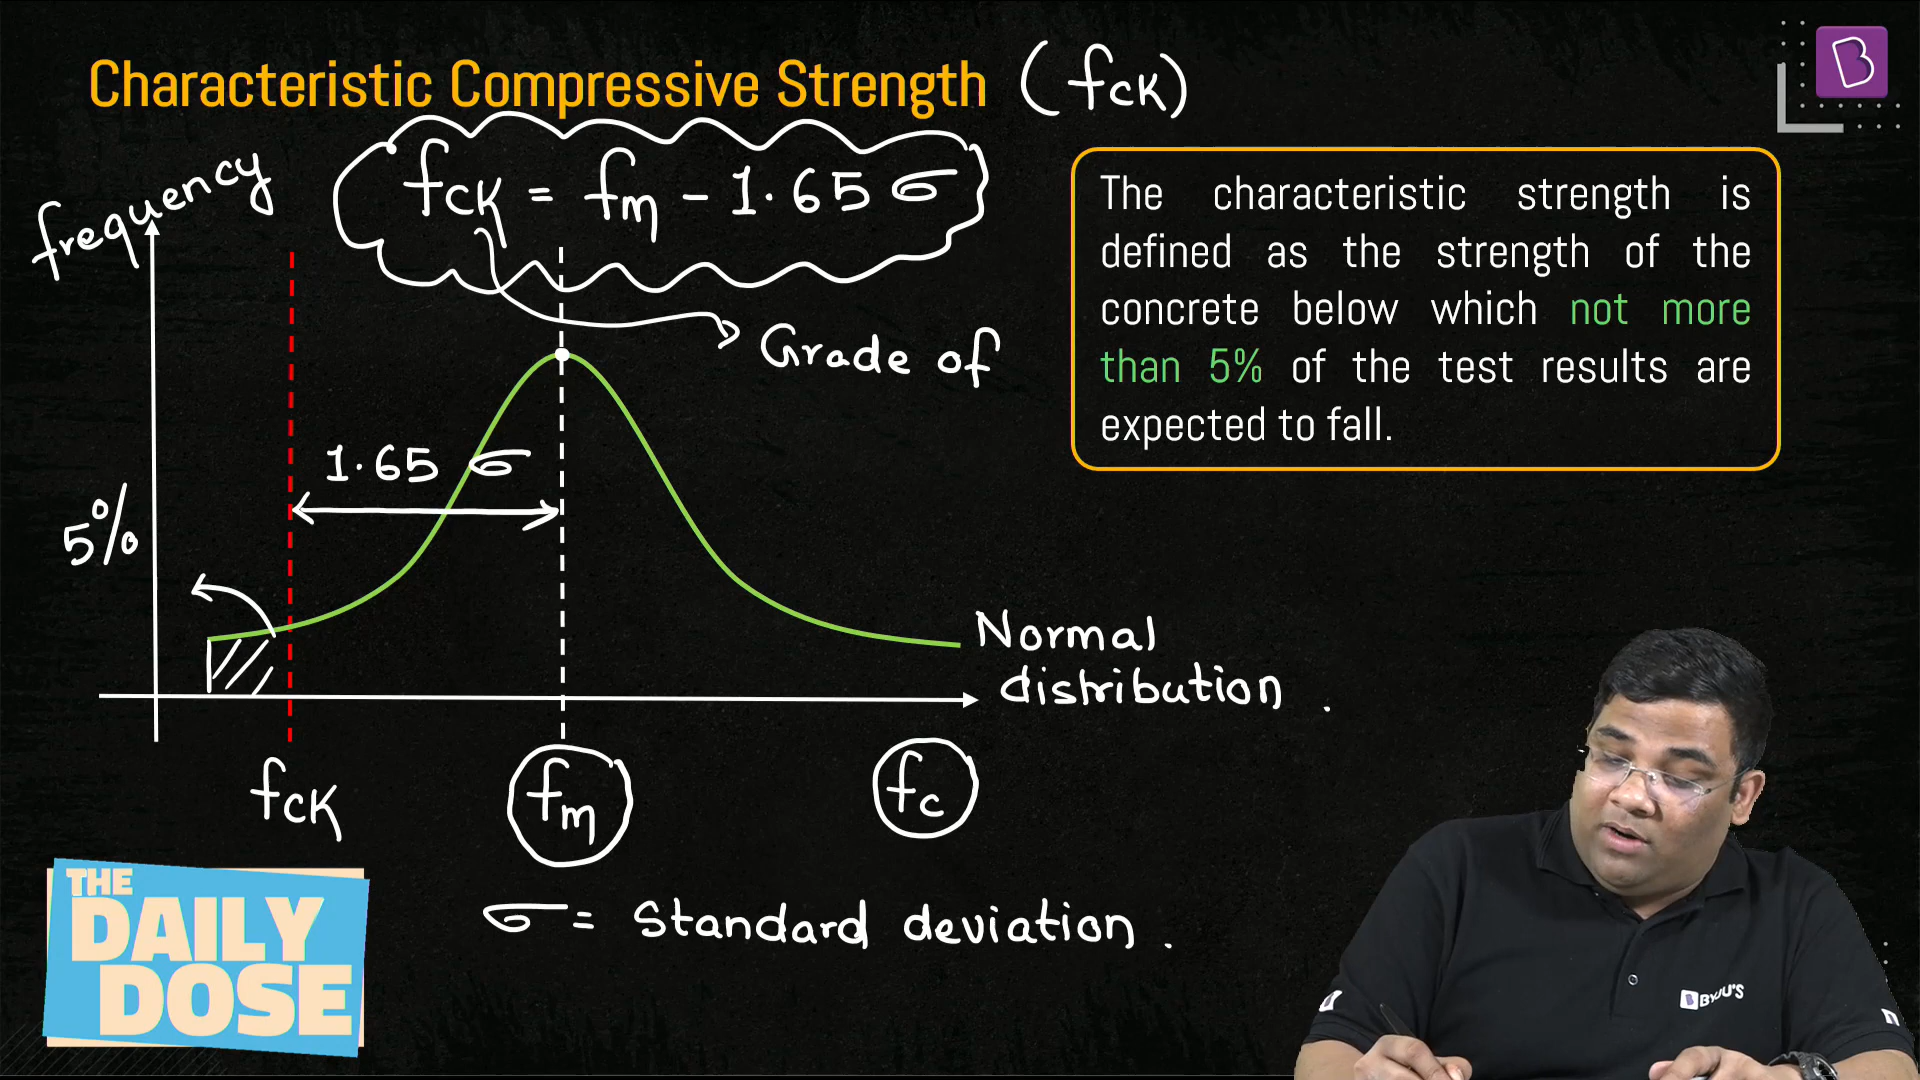 Characteristic Compressive Strength (fck)
frequency
fck = fm - 1.65 σ
The characteristic strength is
defined as the strength of the
concrete below which not more
than 5% of the test results are
expected to fall.
Grade of
1.65 σ
5%
Normal
distribution .
fck
fm
fc
σ = Standard deviation .
THE
DAILY
DOSE
BYJU'S